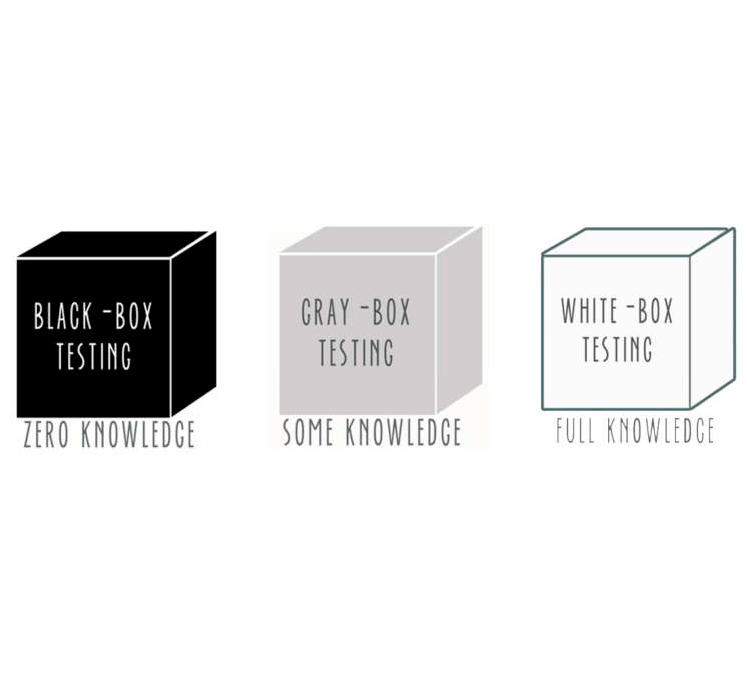 BLACK -BOX
TESTING
ZERO KNOWLEDGE
GRAY -BOX
TESTING
SOME KNOWLEDGE
WHITE -BOX
TESTING
FULL KNOWLEDGE